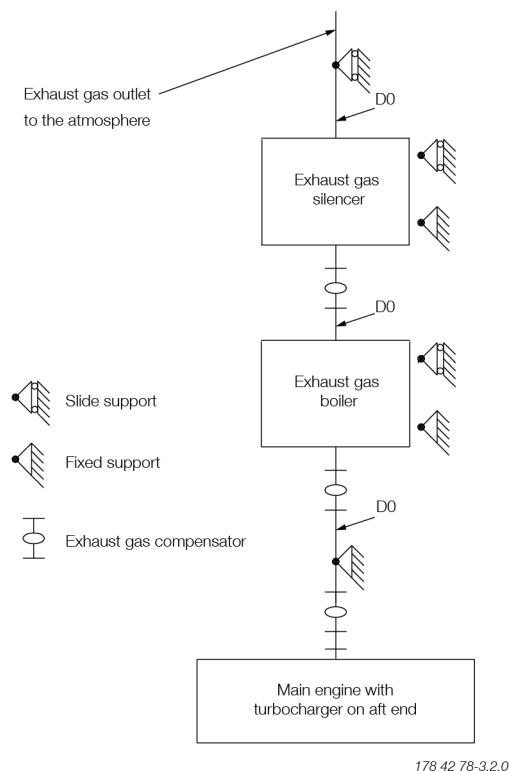 Exhaust gas outlet
to the atmosphere
D0
Exhaust gas
silencer
D0
Exhaust gas
boiler
Slide support
Fixed support
D0
Exhaust gas compensator
Main engine with
turbocharger on aft end
178 42 78-3.2.0